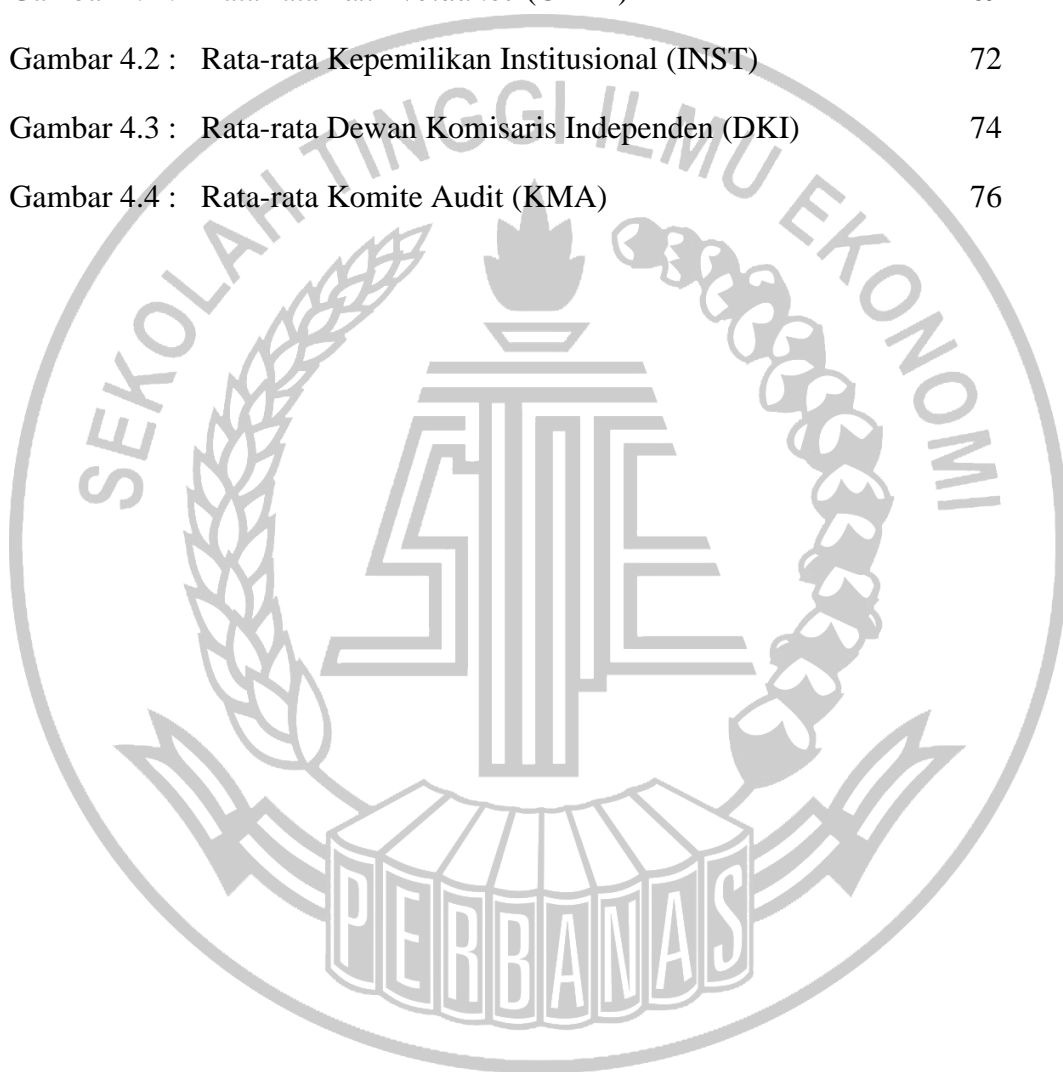 Gambar 4.2 : Rata-rata Kepemilikan Institusional (INST) 72
Gambar 4.3 : Rata-rata Dewan Komisaris Independen (DKI) 74
Gambar 4.4 : Rata-rata Komite Audit (KMA) 76
SEKOLAH TINGGI ILMU EKONOMI
STIE
PERBANAS